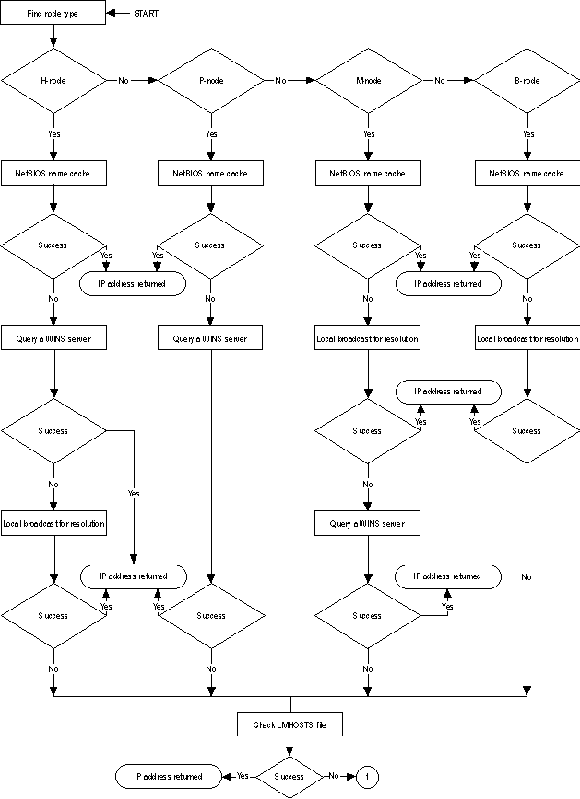 Find node type
START
H-node
No
P-node
No
M-node
No
B-node
Yes
Yes
Yes
Yes
NetBIOS name cache
NetBIOS name cache
NetBIOS name cache
NetBIOS name cache
Success
Success
Success
Success
Yes
Yes
Yes
Yes
IP address returned
IP address returned
No
No
No
No
Query a WINS server
Query a WINS server
Local broadcast for resolution
Local broadcast for resolution
IP address returned
Success
Success
Success
Yes
Yes
No
Yes
No
Local broadcast for resolution
Query a WINS server
IP address returned
IP address returned
No
Success
Yes
Yes
Success
Success
Yes
No
No
No
Check LMHOSTS file
IP address returned
Yes
Success
No
1